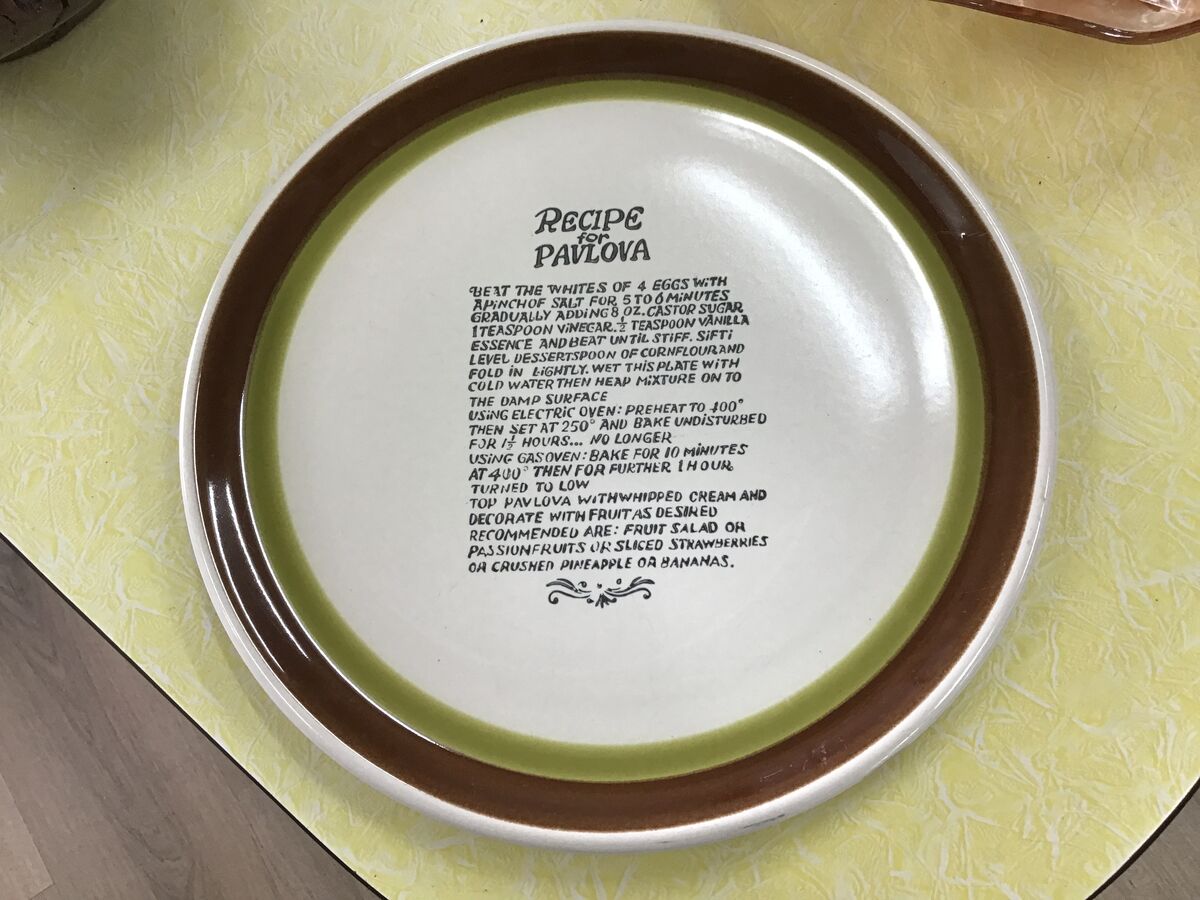 RECIPE
for
PAVLOVA
BEAT THE WHITES OF 4 EGGS WITH
A PINCH OF SALT FOR 5 TO 6 MINUTES
GRADUALLY ADDING 8 OZ. CASTOR SUGAR
1 TEASPOON VINEGAR. ½ TEASPOON VANILLA
ESSENCE AND BEAT UNTIL STIFF. SIFT 1
LEVEL DESSERTSPOON OF CORNFLOUR AND
FOLD IN LIGHTLY. WET THIS PLATE WITH
COLD WATER THEN HEAP MIXTURE ON TO
THE DAMP SURFACE
USING ELECTRIC OVEN: PREHEAT TO 400°
THEN SET AT 250° AND BAKE UNDISTURBED
FOR 1½ HOURS... NO LONGER
USING GAS OVEN: BAKE FOR 10 MINUTES
AT 400° THEN FOR FURTHER 1 HOUR
TURNED TO LOW
TOP PAVLOVA WITH WHIPPED CREAM AND
DECORATE WITH FRUIT AS DESIRED
RECOMMENDED ARE: FRUIT SALAD OR
PASSIONFRUITS OR SLICED STRAWBERRIES
OR CRUSHED PINEAPPLE OR BANANAS.